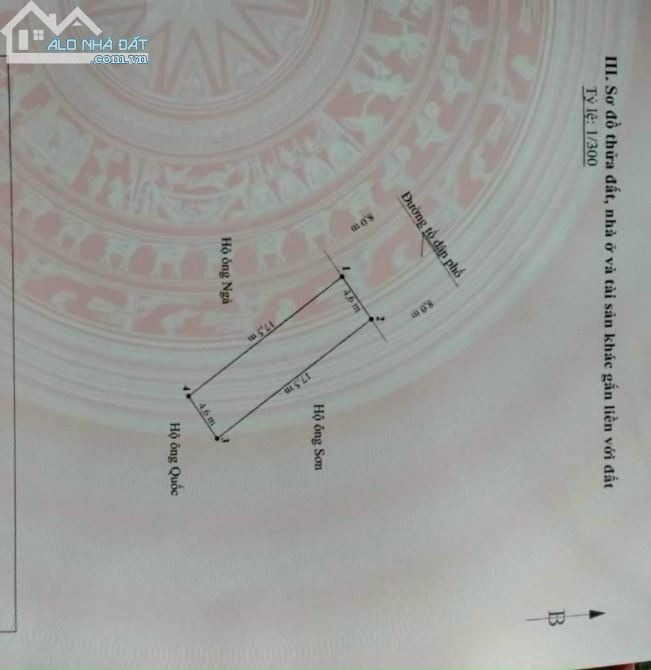 ALO NHÀ ĐẤT
.com.vn
III. Sơ đồ thửa đất, nhà ở và tài sản khác gắn liền với đất
Tỷ lệ: 1/300
B
Đường tổ dân phố
8,0 m
8,0 m
1
4,6 m
2
17,5 m
17,5 m
4
4,6 m
3
Hộ ông Ngà
Hộ ông Sơn
Hộ ông Quốc